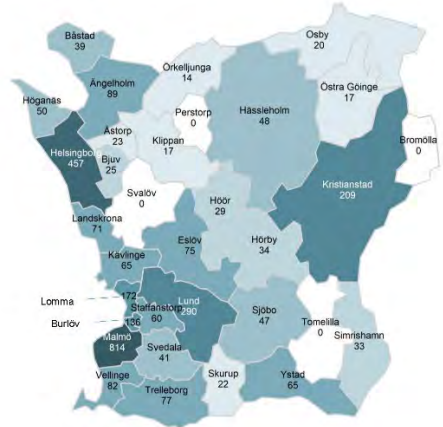 Båstad
39
Osby
20
Örkelljunga
14
Ängelholm
89
Östra Göinge
17
Höganäs
50
Perstorp
0
Hässleholm
48
Åstorp
23
Klippan
17
Bromölla
0
Helsingborg
457
Bjuv
25
Kristianstad
209
Svalöv
0
Höör
29
Landskrona
71
Eslöv
75
Hörby
34
Kävlinge
65
Lomma
172
Staffanstorp
60
Lund
290
Burlöv
136
Sjöbo
47
Tomelilla
0
Simrishamn
33
Malmö
814
Svedala
41
Skurup
22
Ystad
65
Vellinge
82
Trelleborg
77